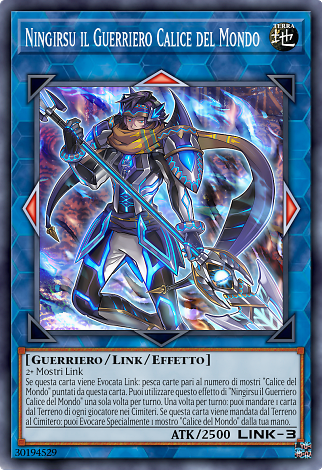 Ningirsu il Guerriero Calice del Mondo
TERRA
地
[Guerriero/Link/Effetto]
2+ Mostri Link
Se questa carta viene Evocata Link: pesca carte pari al numero di mostri "Calice del
Mondo" puntati da questa carta. Puoi utilizzare questo effetto di "Ningirsu il Guerriero
Calice del Mondo" una sola volta per turno. Una volta per turno: puoi mandare 1 carta
dal Terreno di ogni giocatore nei Cimiteri. Se questa carta viene mandata dal Terreno
al Cimitero: puoi Evocare Specialmente 1 mostro "Calice del Mondo" dalla tua mano.
ATK/2500 LINK-3
30194529